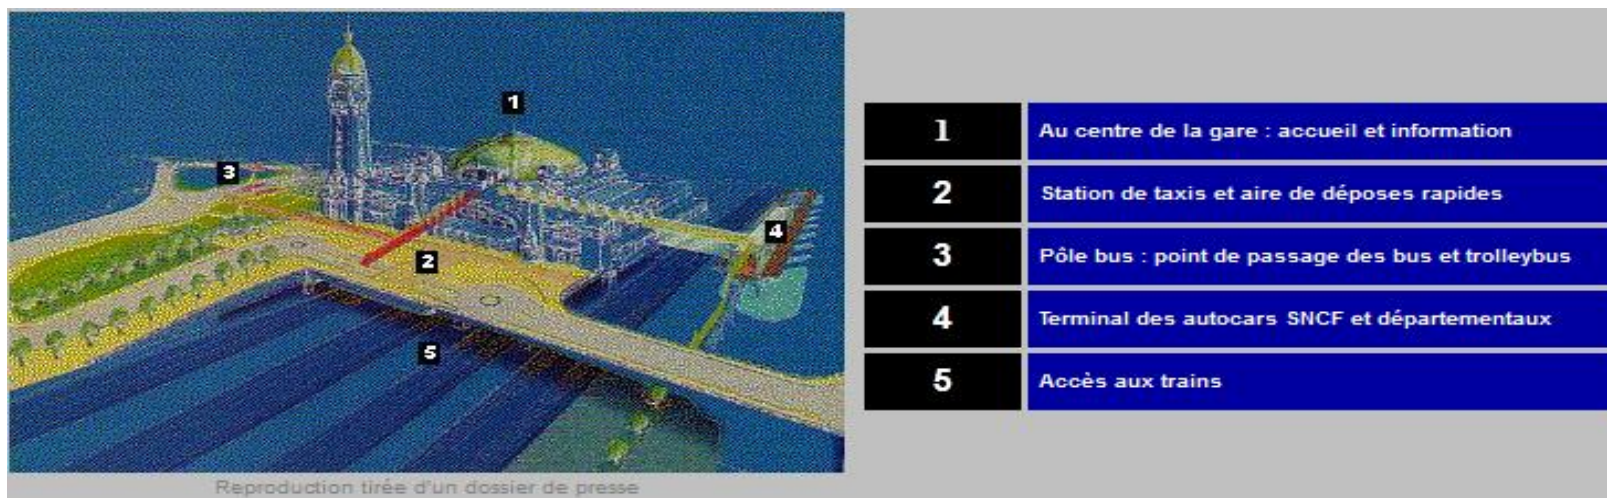 1
3
4
2
5
1 Au centre de la gare : accueil et information
2 Station de taxis et aire de déposes rapides
3 Pôle bus : point de passage des bus et trolleybus
4 Terminal des autocars SNCF et départementaux
5 Accès aux trains
Reproduction tirée d'un dossier de presse